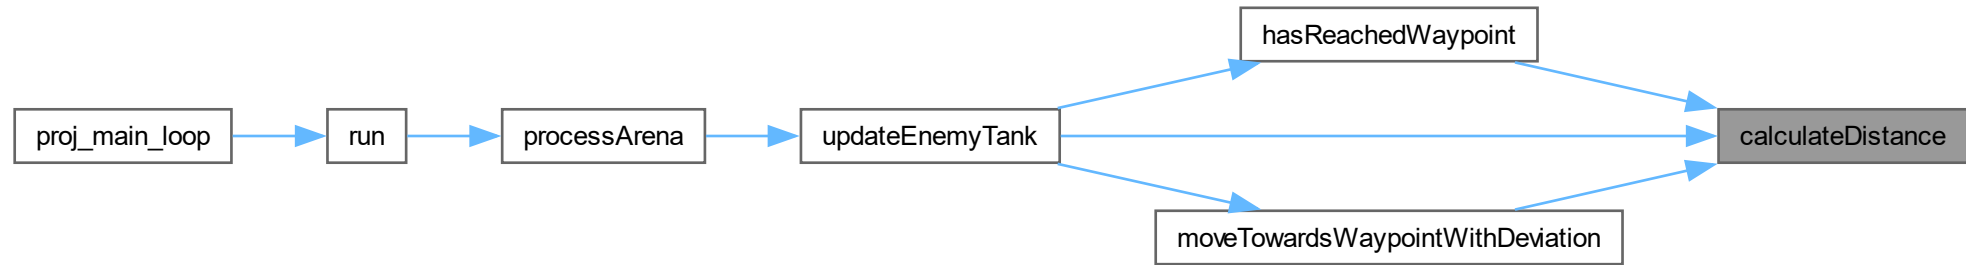 hasReachedWaypoint
proj_main_loop
run
processArena
updateEnemyTank
calculateDistance
moveTowardsWaypointWithDeviation